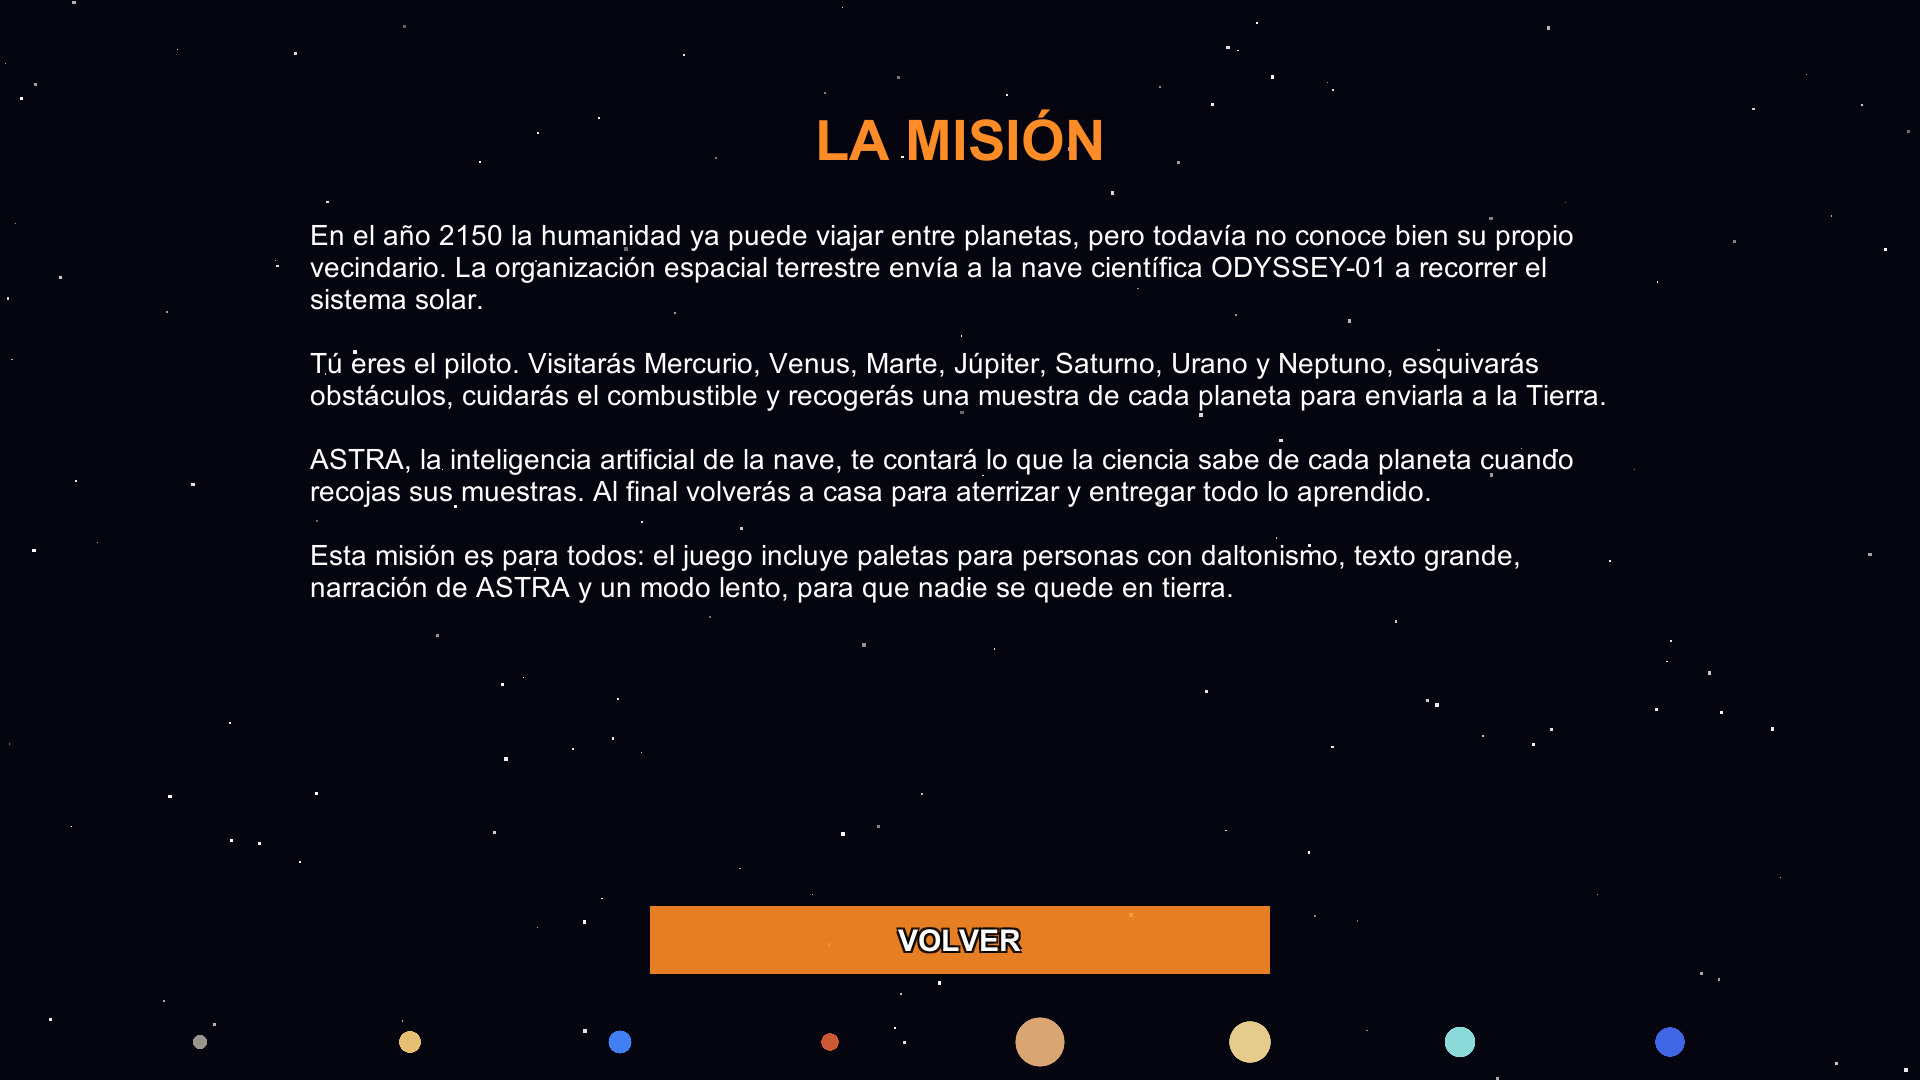 LA MISIÓN
En el año 2150 la humanidad ya puede viajar entre planetas, pero todavía no conoce bien su propio
vecindario. La organización espacial terrestre envía a la nave científica ODYSSEY-01 a recorrer el
sistema solar.
Tú eres el piloto. Visitarás Mercurio, Venus, Marte, Júpiter, Saturno, Urano y Neptuno, esquivarás
obstáculos, cuidarás el combustible y recogerás una muestra de cada planeta para enviarla a la Tierra.
ASTRA, la inteligencia artificial de la nave, te contará lo que la ciencia sabe de cada planeta cuando
recojas sus muestras. Al final volverás a casa para aterrizar y entregar todo lo aprendido.
Esta misión es para todos: el juego incluye paletas para personas con daltonismo, texto grande,
narración de ASTRA y un modo lento, para que nadie se quede en tierra.
VOLVER